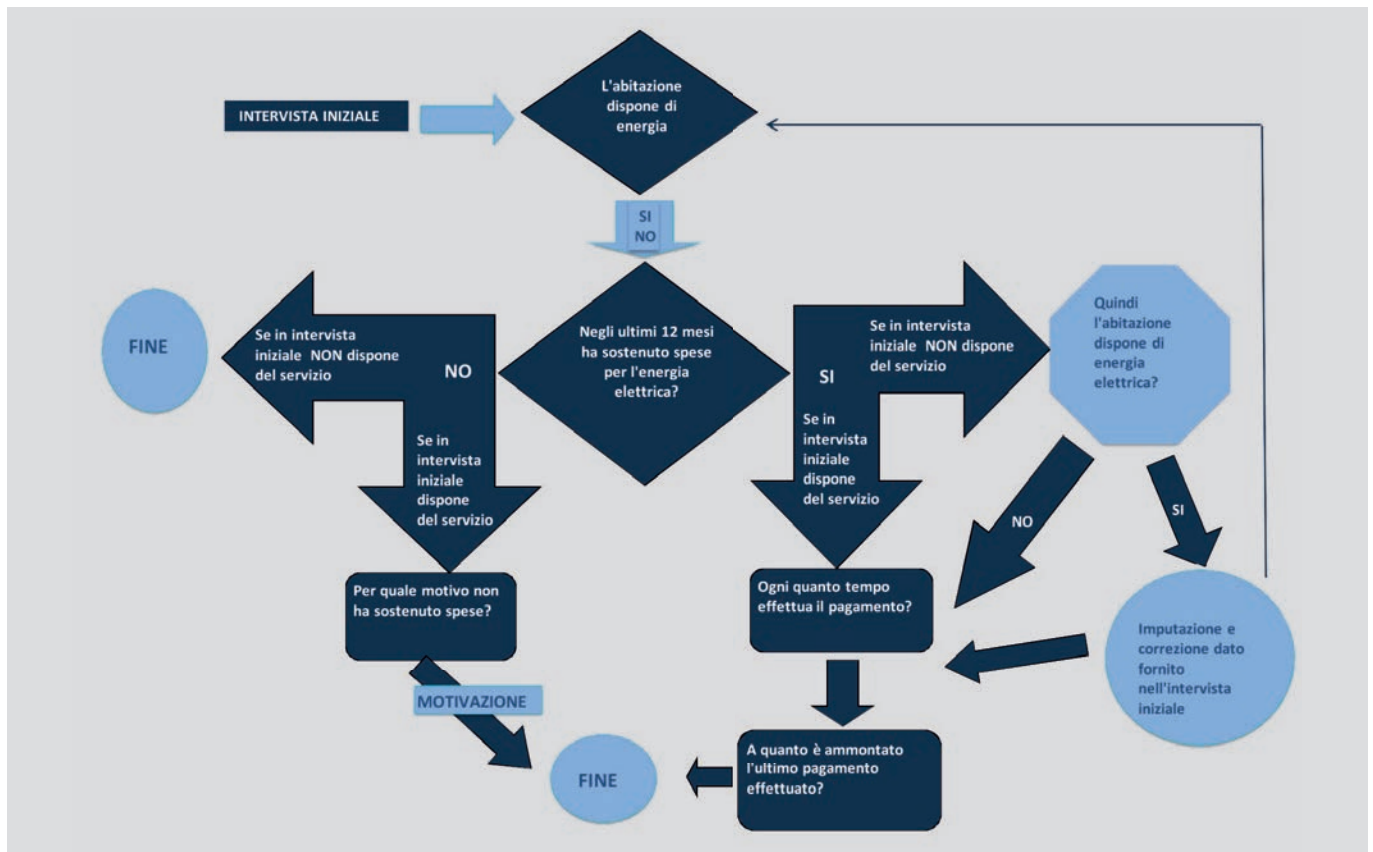 L'abitazione
dispone di
energia
INTERVISTA INIZIALE
SI
NO
FINE
Se in intervista
iniziale NON dispone
del servizio
NO
Se in
intervista
iniziale
dispone
del servizio
Negli ultimi 12 mesi
ha sostenuto spese
per l'energia
elettrica?
SI
Se in intervista
iniziale NON dispone
del servizio
Se in
intervista
iniziale
dispone
del servizio
Quindi
l'abitazione
dispone di
energia
elettrica?
NO
SI
Per quale motivo non
ha sostenuto spese?
Ogni quanto tempo
effettua il pagamento?
Imputazione e
correzione dato
fornito
nell'intervista
iniziale
MOTIVAZIONE
FINE
A quanto è ammontato
l'ultimo pagamento
effettuato?